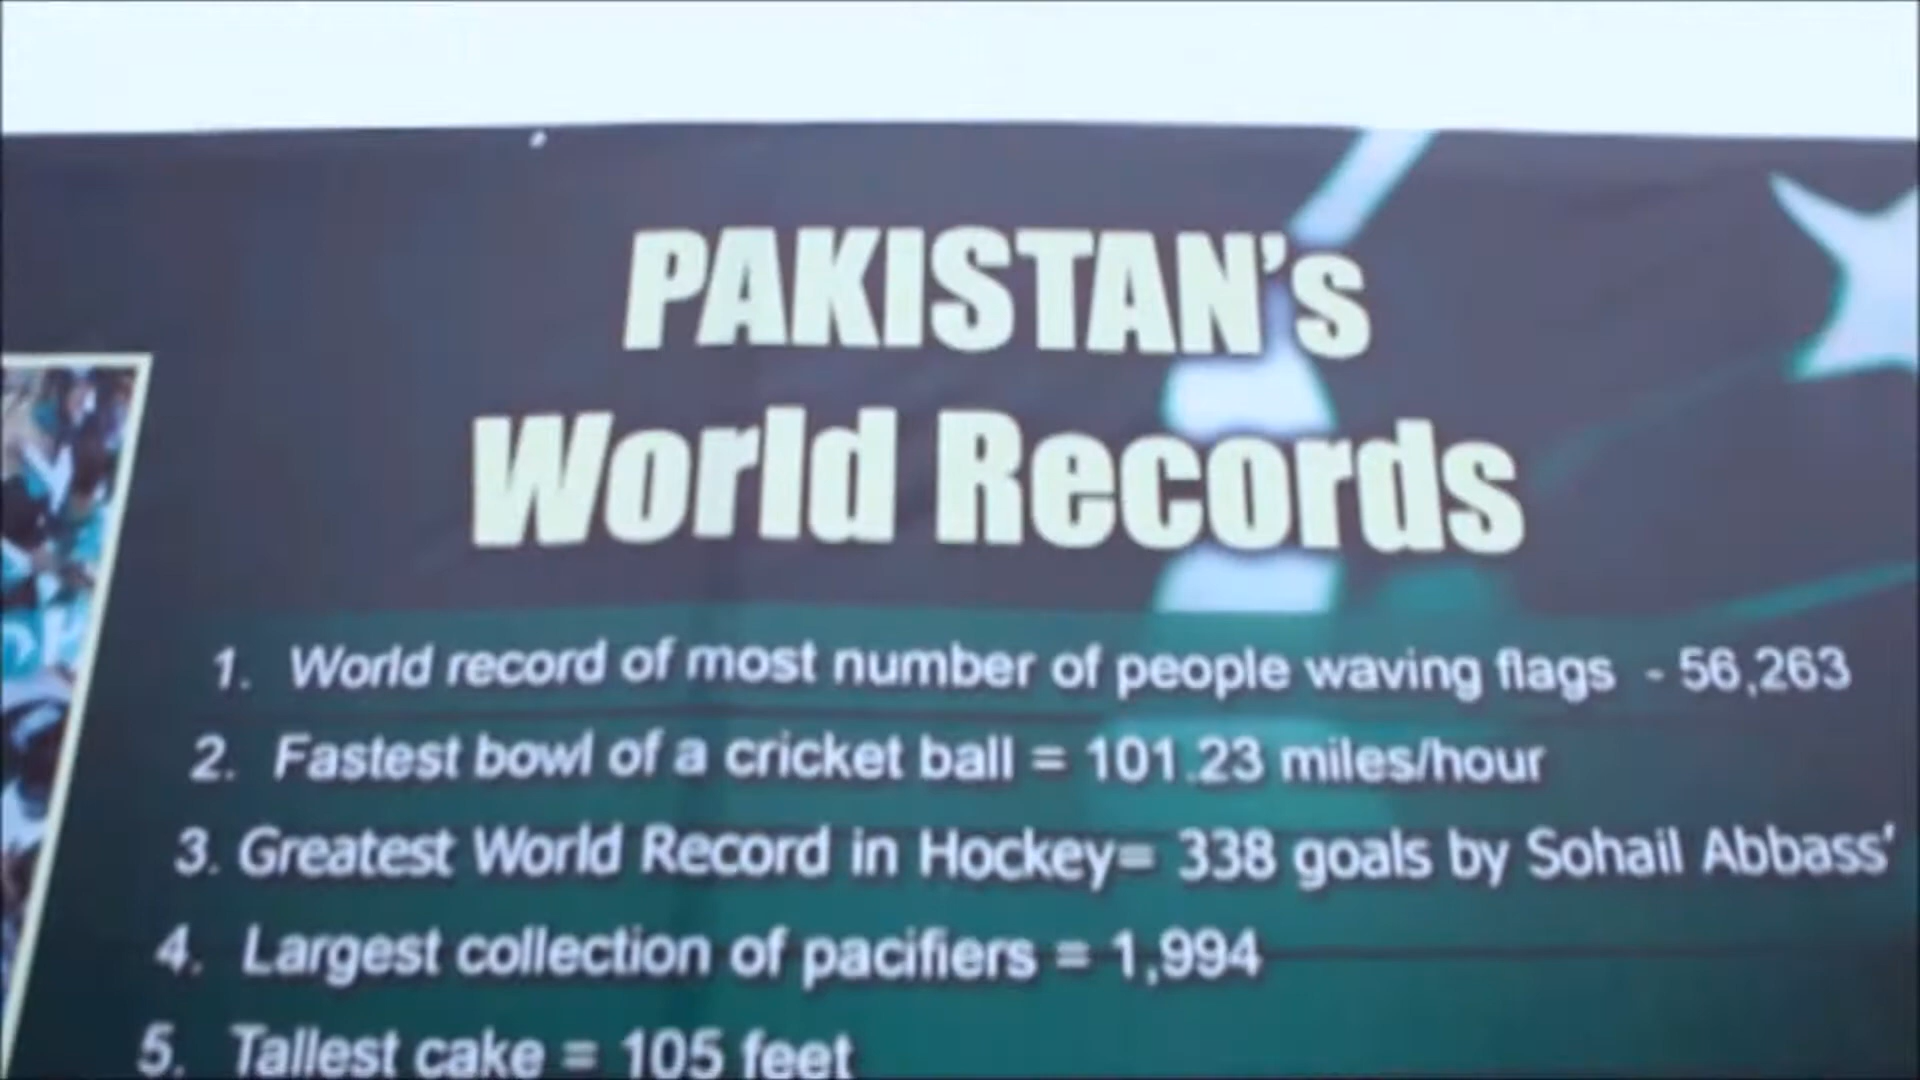 PAKISTAN's
World Records
1. World record of most number of people waving flags - 56,263
2. Fastest bowl of a cricket ball = 101.23 miles/hour
3. Greatest World Record in Hockey= 338 goals by Sohail Abbass'
4. Largest collection of pacifiers = 1,994
5. Tallest cake = 105 feet